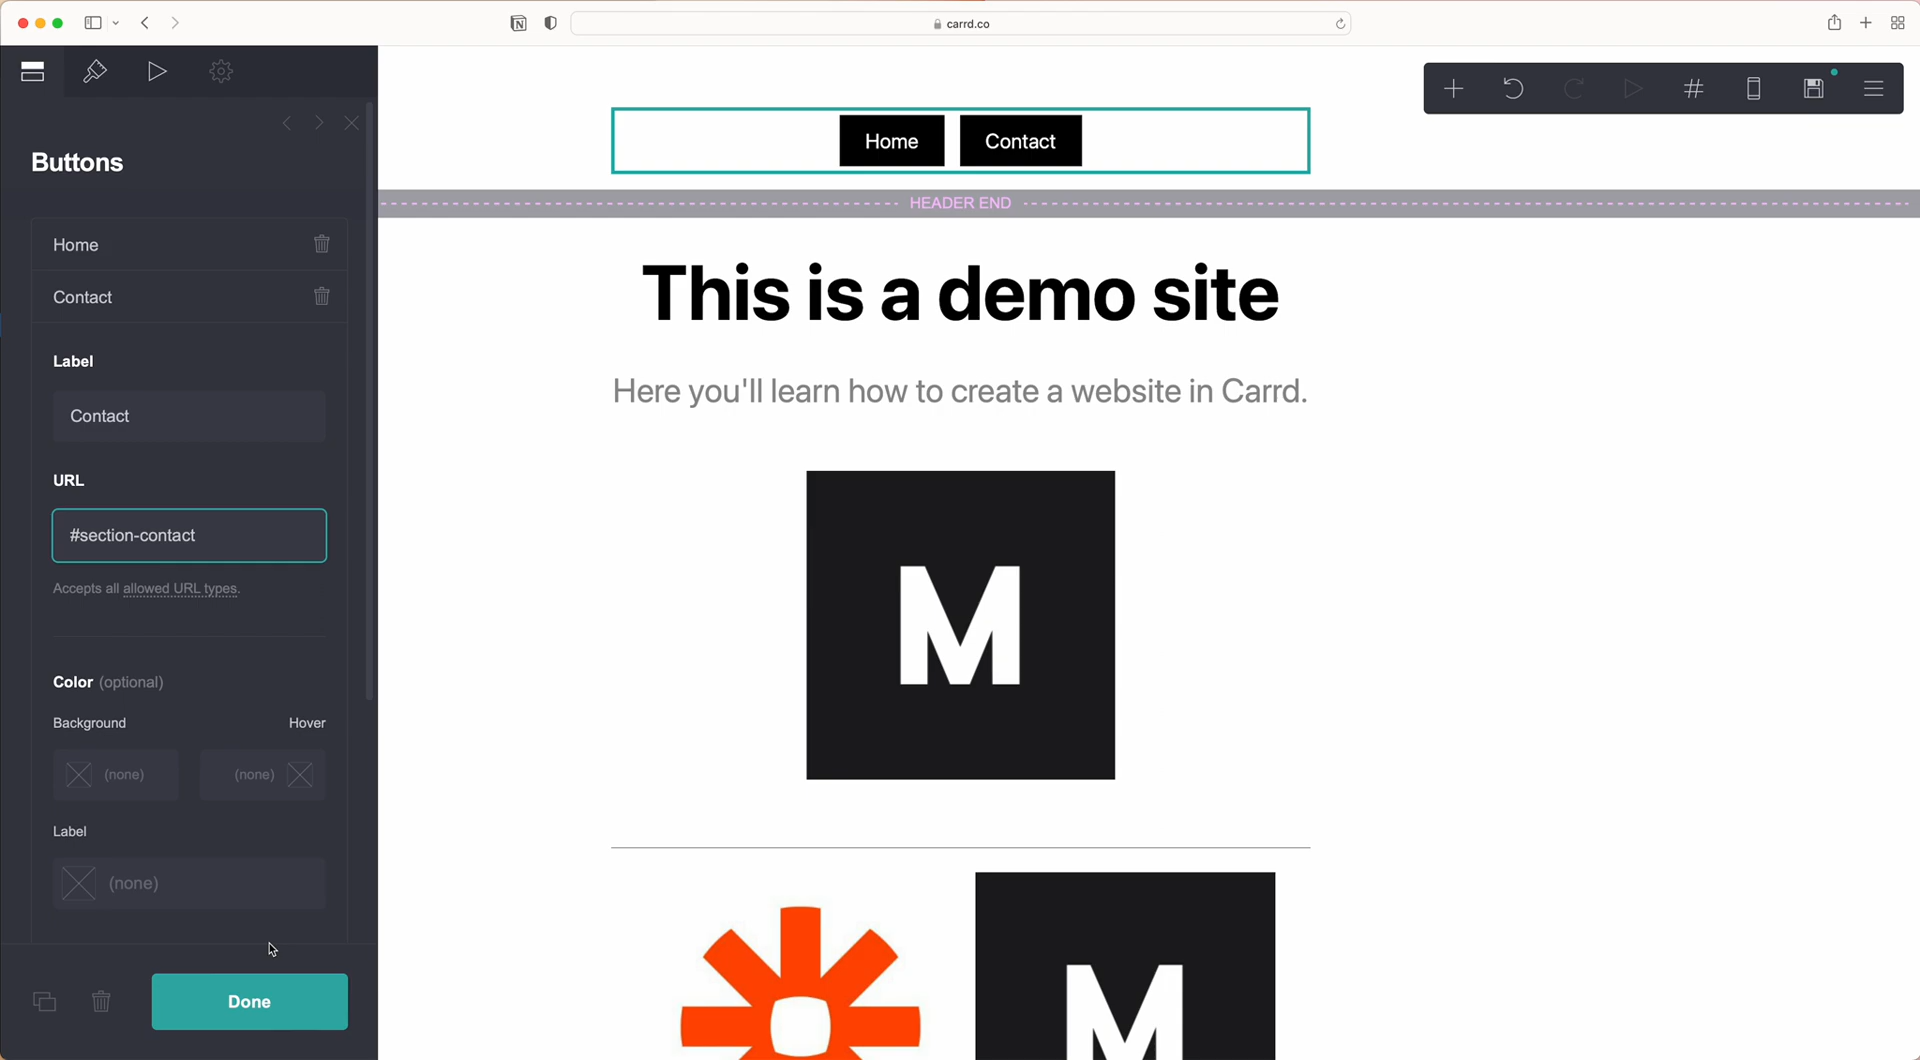 carrd.co
Buttons
Home
Contact
Label
Contact
URL
#section-contact
Accepts all allowed URL types.
Color (optional)
Background Hover
(none) (none)
Label
(none)
Done
Home Contact
HEADER END
This is a demo site
Here you'll learn how to create a website in Carrd.
M
M